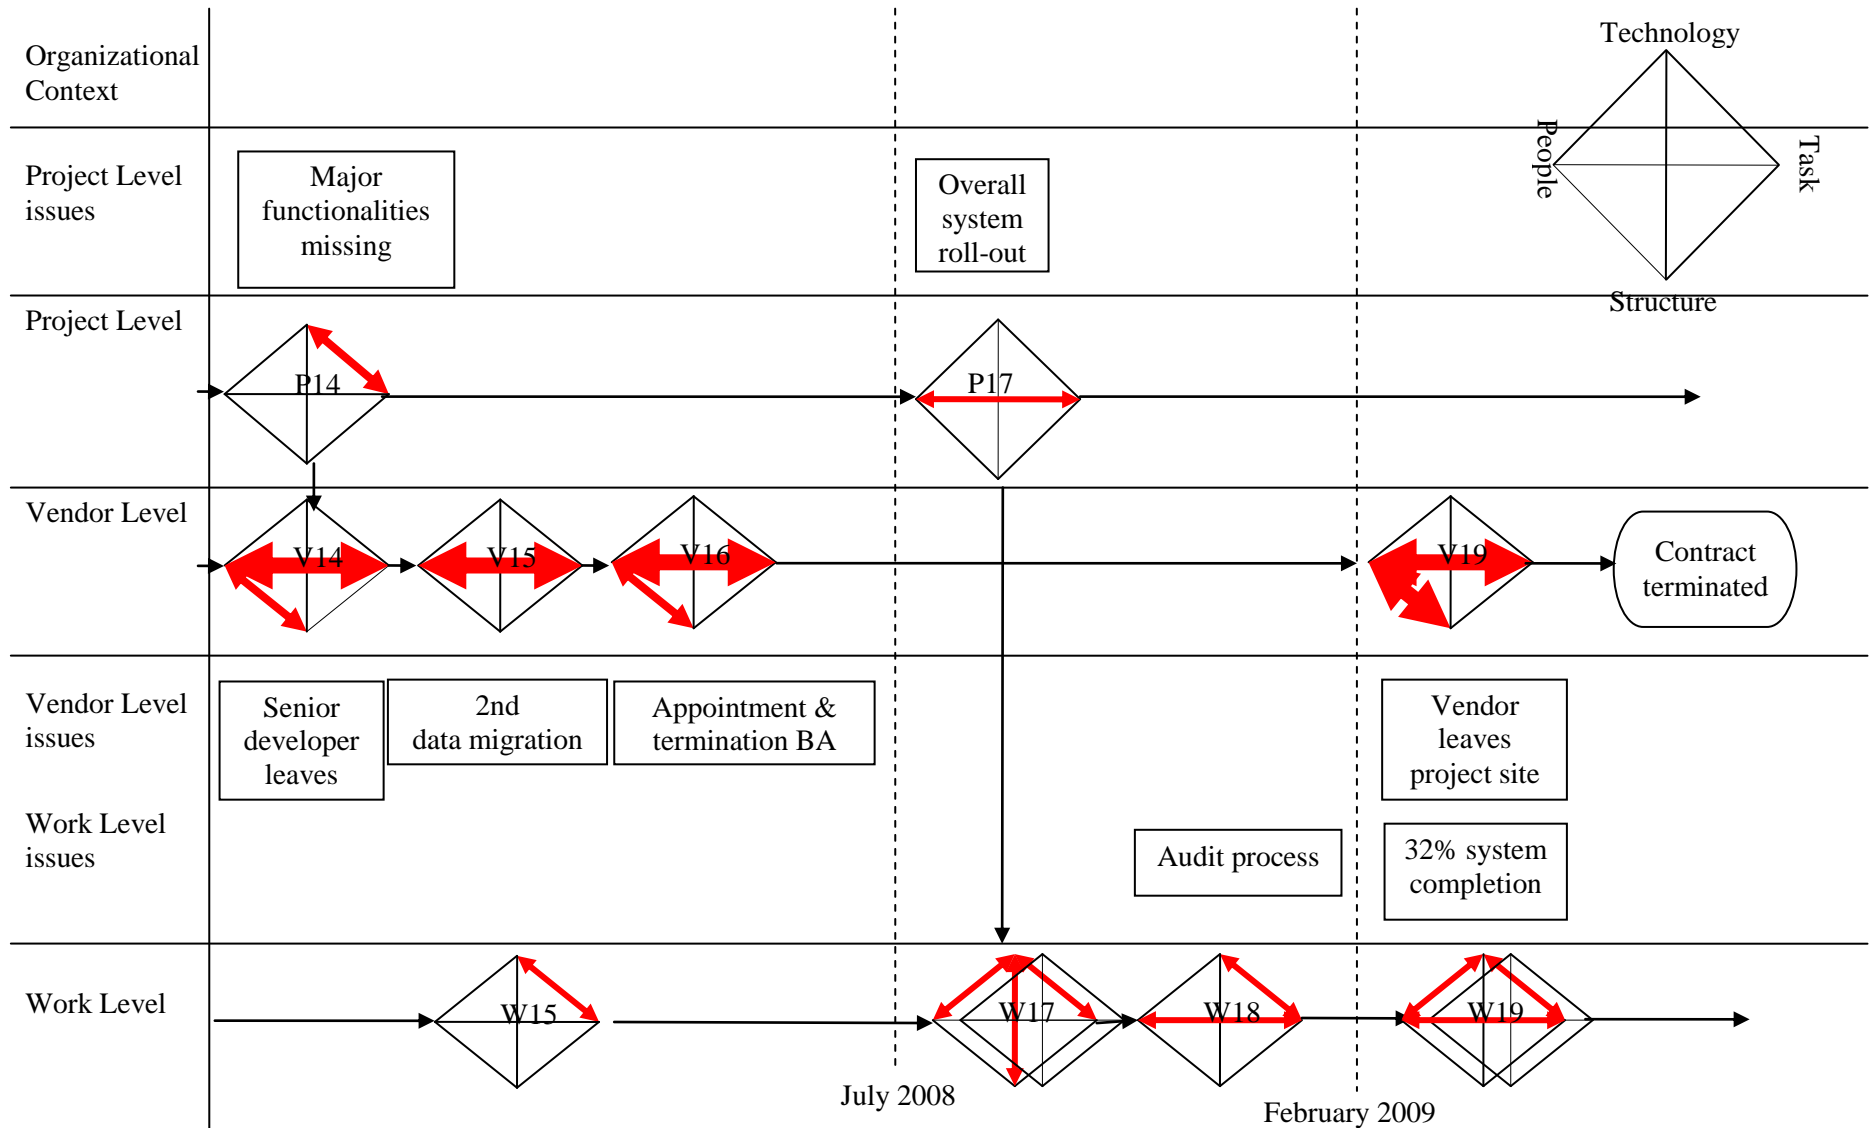 Organizational
Context
Technology
People
Task
Structure
Project Level
issues
Major
functionalities
missing
Overall
system
roll-out
Project Level
P14
P17
Vendor Level
V14
V15
V16
V19
Contract
terminated
Vendor Level
issues
Senior
developer
leaves
2nd
data migration
Appointment &
termination BA
Vendor
leaves
project site
Work Level
issues
Audit process
32% system
completion
Work Level
W15
W17
W18
W19
July 2008
February 2009